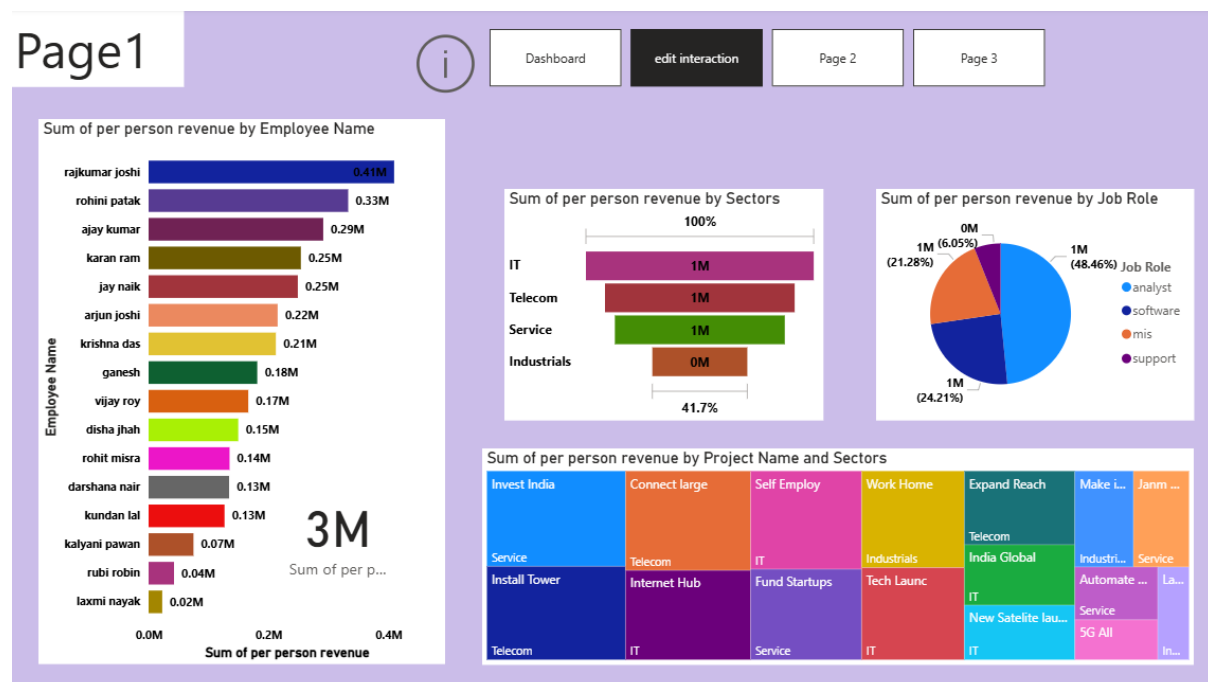 Page1
i
Dashboard
edit interaction
Page 2
Page 3
Sum of per person revenue by Employee Name
Employee Name
rajkumar joshi 0.41M
rohini patak 0.33M
ajay kumar 0.29M
karan ram 0.25M
jay naik 0.25M
arjun joshi 0.22M
krishna das 0.21M
ganesh 0.18M
vijay roy 0.17M
disha jhah 0.15M
rohit misra 0.14M
darshana nair 0.13M
kundan lal 0.13M
kalyani pawan 0.07M
rubi robin 0.04M
laxmi nayak 0.02M
0.0M 0.2M 0.4M
Sum of per person revenue
3M
Sum of per p...
Sum of per person revenue by Sectors
100%
IT 1M
Telecom 1M
Service 1M
Industrials 0M
41.7%
Sum of per person revenue by Job Role
0M
(6.05%)
1M
(21.28%)
1M
(48.46%)
1M
(24.21%)
Job Role
analyst
software
mis
support
Sum of per person revenue by Project Name and Sectors
Invest India
Service
Install Tower
Telecom
Connect large
Telecom
Internet Hub
IT
Self Employ
IT
Fund Startups
Service
Work Home
Industrials
Tech Launc
IT
Expand Reach
Telecom
India Global
IT
New Satelite lau...
IT
Make i...
Industri...
Janm ...
Service
Automate ...
Service
5G All
La...
In...